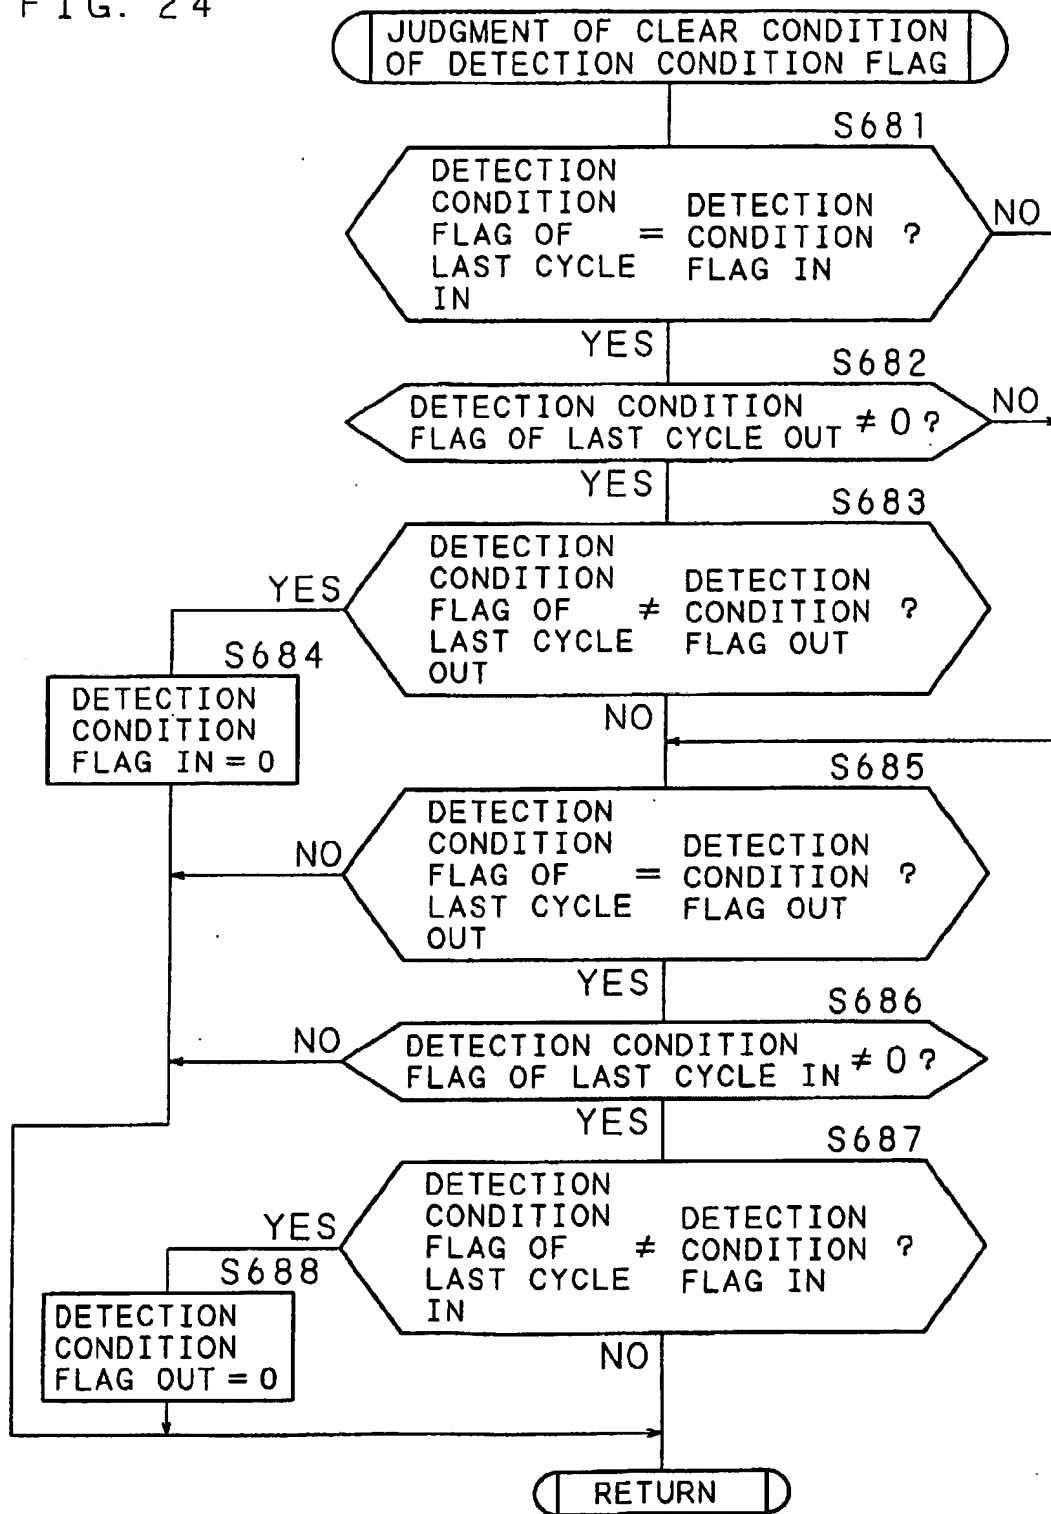 FIG. 24
JUDGMENT OF CLEAR CONDITION
OF DETECTION CONDITION FLAG
S681
DETECTION
CONDITION
FLAG OF
LAST CYCLE
IN
=
DETECTION
CONDITION
FLAG IN
?
NO
YES
S682
DETECTION CONDITION
FLAG OF LAST CYCLE OUT
≠ 0 ?
NO
YES
S683
DETECTION
CONDITION
FLAG OF
LAST CYCLE
OUT
≠
DETECTION
CONDITION
FLAG OUT
?
YES
S684
DETECTION
CONDITION
FLAG IN = 0
NO
S685
DETECTION
CONDITION
FLAG OF
LAST CYCLE
OUT
=
DETECTION
CONDITION
FLAG OUT
?
NO
YES
S686
DETECTION CONDITION
FLAG OF LAST CYCLE IN
≠ 0 ?
NO
YES
S687
DETECTION
CONDITION
FLAG OF
LAST CYCLE
IN
≠
DETECTION
CONDITION
FLAG IN
?
YES
S688
DETECTION
CONDITION
FLAG OUT = 0
NO
RETURN